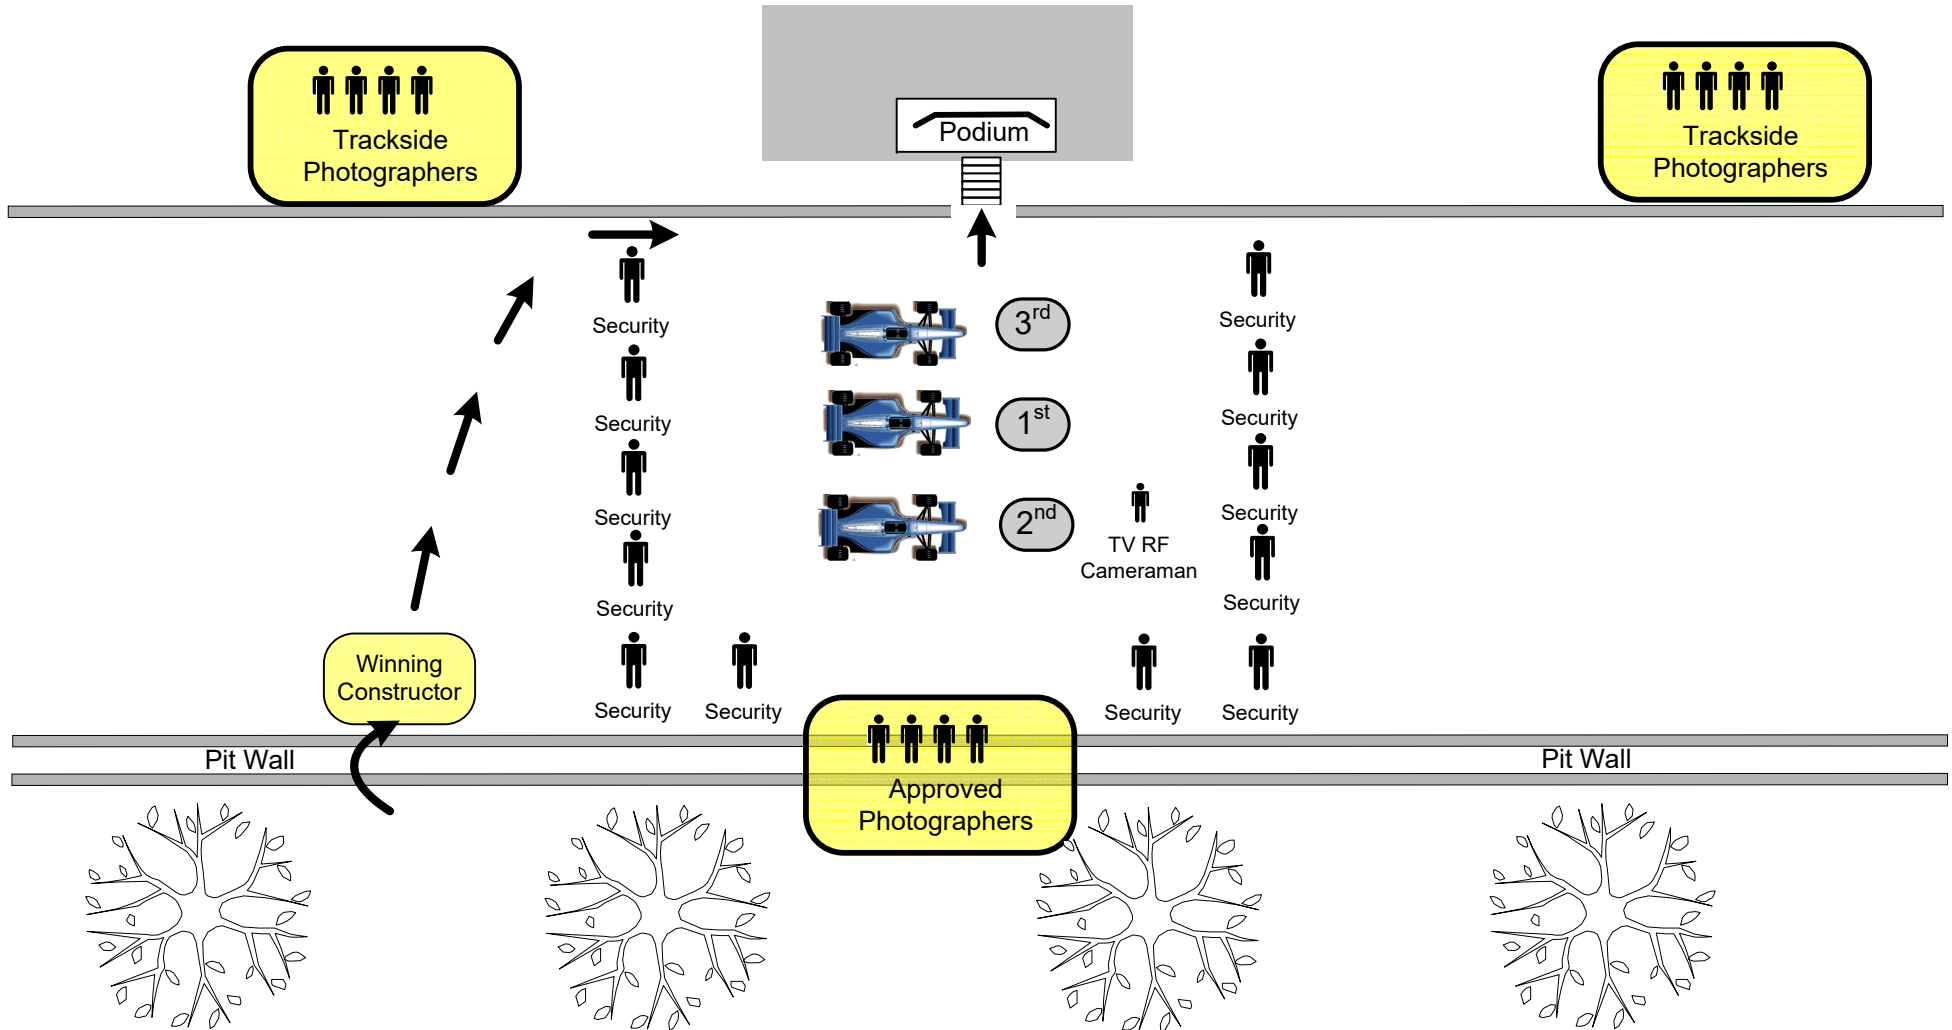 Trackside
Photographers
Podium
Trackside
Photographers
3rd
Security
Security
1st
Security
Security
2nd
TV RF
Cameraman
Security
Security
Security
Security
Winning
Constructor
Security
Security
Security
Security
Pit Wall
Approved
Photographers
Pit Wall